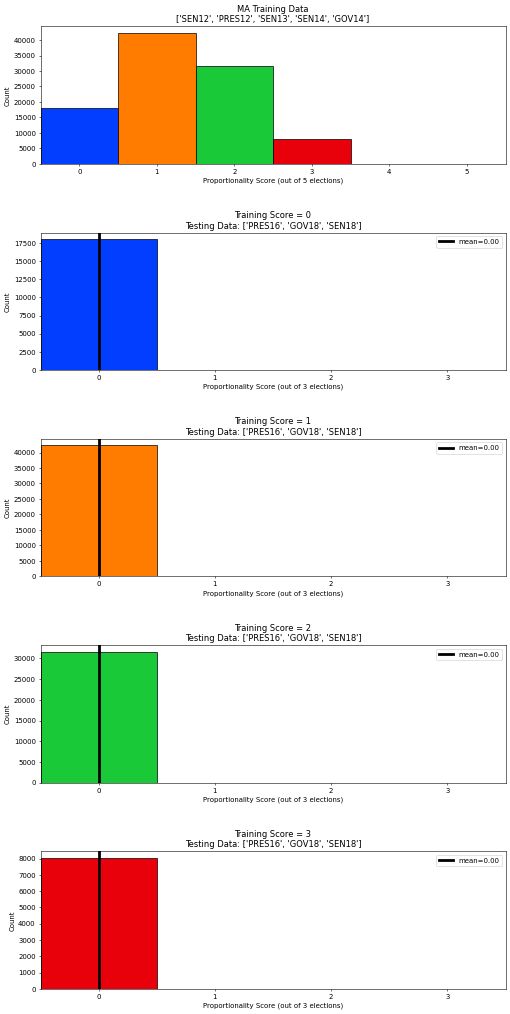 MA Training Data
['SEN12', 'PRES12', 'SEN13', 'SEN14', 'GOV14']
40000
35000
30000
25000
20000
15000
10000
5000
0
Count
0 1 2 3 4 5
Proportionality Score (out of 5 elections)
Training Score = 0
Testing Data: ['PRES16', 'GOV18', 'SEN18']
mean=0.00
17500
15000
12500
10000
7500
5000
2500
0
Count
0 1 2 3
Proportionality Score (out of 3 elections)
Training Score = 1
Testing Data: ['PRES16', 'GOV18', 'SEN18']
mean=0.00
40000
35000
30000
25000
20000
15000
10000
5000
0
Count
0 1 2 3
Proportionality Score (out of 3 elections)
Training Score = 2
Testing Data: ['PRES16', 'GOV18', 'SEN18']
mean=0.00
30000
25000
20000
15000
10000
5000
0
Count
0 1 2 3
Proportionality Score (out of 3 elections)
Training Score = 3
Testing Data: ['PRES16', 'GOV18', 'SEN18']
mean=0.00
8000
7000
6000
5000
4000
3000
2000
1000
0
Count
0 1 2 3
Proportionality Score (out of 3 elections)